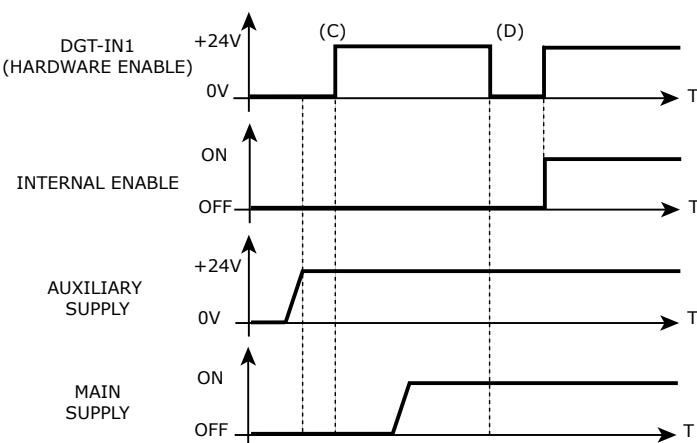 DGT-IN1
(HARDWARE ENABLE)
+24V
(C)
(D)
0V
T
INTERNAL ENABLE
ON
OFF
T
AUXILIARY
SUPPLY
+24V
0V
T
MAIN
SUPPLY
ON
OFF
T